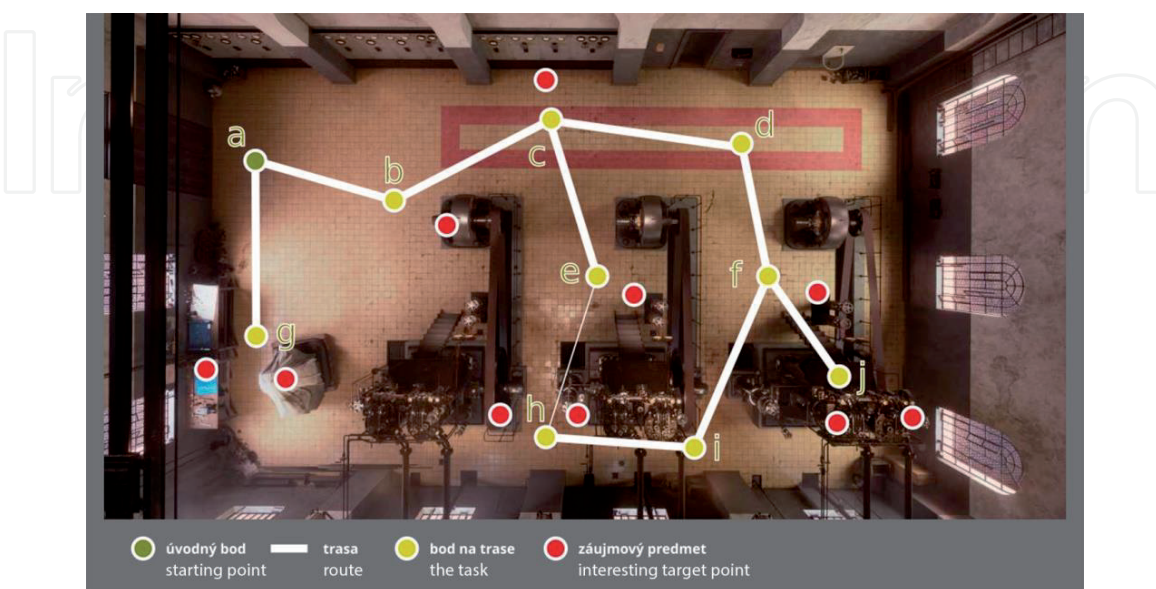 a
b
c
d
e
f
g
h
i
j
úvodný bod
starting point
trasa
route
bod na trase
the task
záujmový predmet
interesting target point